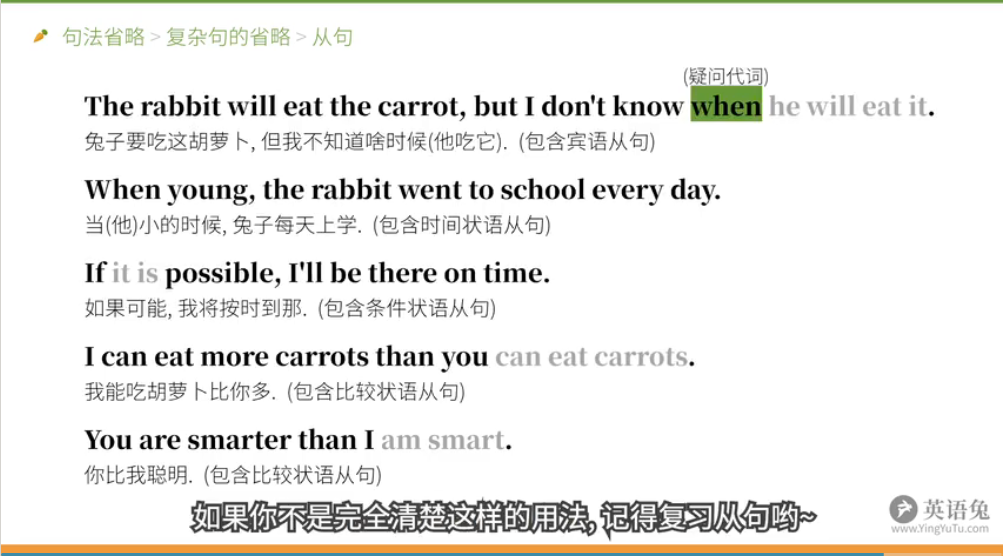 句法省略 > 复杂句的省略 > 从句
(疑问代词)
The rabbit will eat the carrot, but I don't know when he will eat it.
兔子要吃这胡萝卜, 但我不知道啥时候(他吃它). (包含宾语从句)
When young, the rabbit went to school every day.
当(他)小的时候, 兔子每天上学. (包含时间状语从句)
If it is possible, I'll be there on time.
如果可能, 我将按时到那. (包含条件状语从句)
I can eat more carrots than you can eat carrots.
我能吃胡萝卜比你多. (包含比较状语从句)
You are smarter than I am smart.
你比我聪明. (包含比较状语从句)
如果你不是完全清楚这样的用法, 记得复习从句哟~
英语兔
www.YingYuTu.com